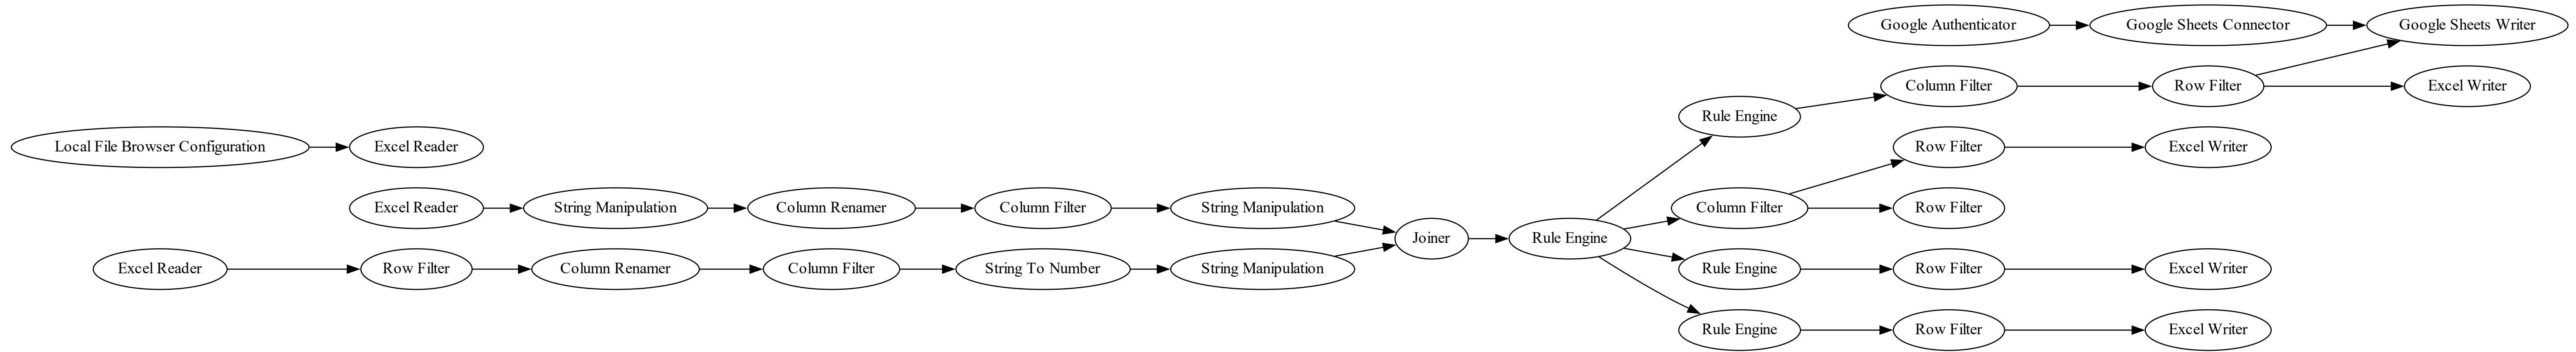 Google Authenticator
Google Sheets Connector
Google Sheets Writer
Column Filter
Row Filter
Excel Writer
Rule Engine
Local File Browser Configuration
Excel Reader
Row Filter
Excel Writer
Excel Reader
String Manipulation
Column Renamer
Column Filter
String Manipulation
Column Filter
Row Filter
Joiner
Rule Engine
Excel Reader
Row Filter
Column Renamer
Column Filter
String To Number
String Manipulation
Rule Engine
Row Filter
Excel Writer
Rule Engine
Row Filter
Excel Writer